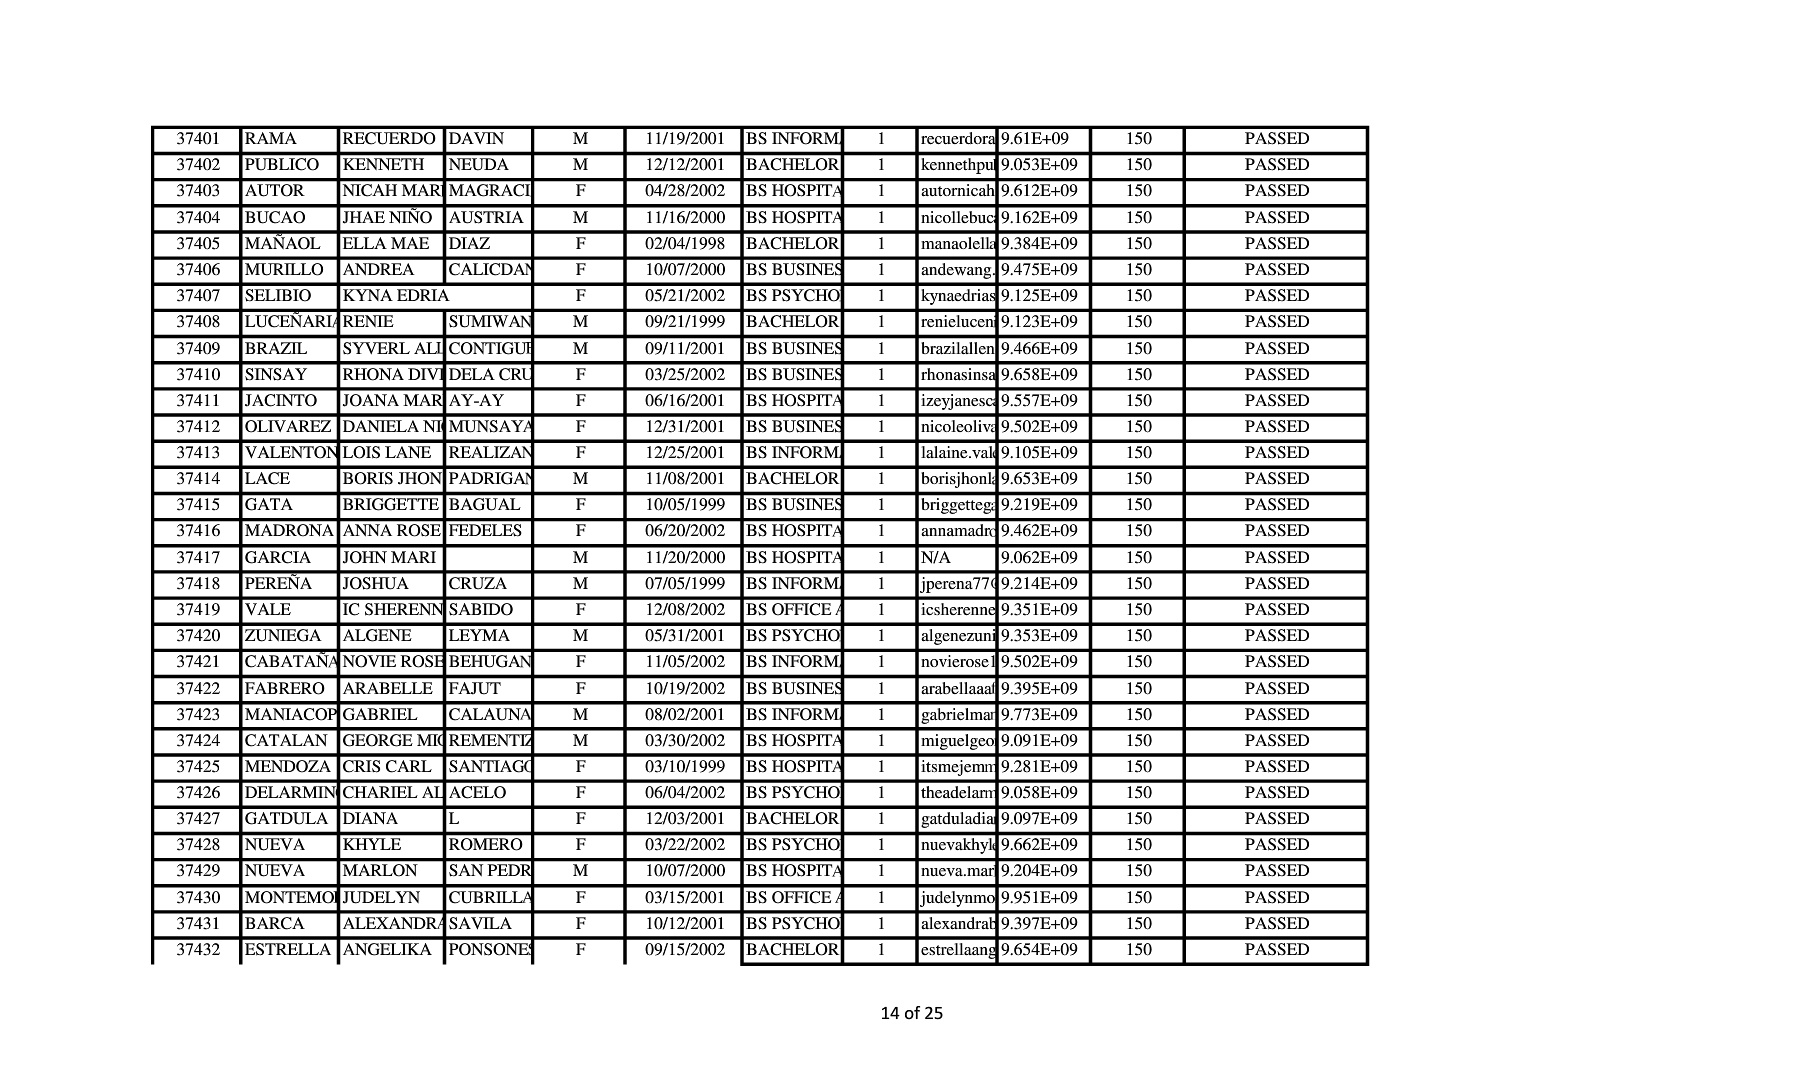 37401 RAMA RECUERDO DAVIN M 11/19/2001 BS INFORM 1 recuerdora 9.61E+09 150 PASSED
37402 PUBLICO KENNETH NEUDA M 12/12/2001 BACHELOR 1 kennethpu 9.053E+09 150 PASSED
37403 AUTOR NICAH MAR MAGRACI F 04/28/2002 BS HOSPITA 1 autornicah 9.612E+09 150 PASSED
37404 BUCAO JHAE NIÑO AUSTRIA M 11/16/2000 BS HOSPITA 1 nicollebuc 9.162E+09 150 PASSED
37405 MAÑAOL ELLA MAE DIAZ F 02/04/1998 BACHELOR 1 manaolella 9.384E+09 150 PASSED
37406 MURILLO ANDREA CALICDAN F 10/07/2000 BS BUSINES 1 andewang. 9.475E+09 150 PASSED
37407 SELIBIO KYNA EDRIA F 05/21/2002 BS PSYCHO 1 kynaedrias 9.125E+09 150 PASSED
37408 LUCEÑARIA RENIE SUMIWAN M 09/21/1999 BACHELOR 1 renieluceni 9.123E+09 150 PASSED
37409 BRAZIL SYVERL ALL CONTIGUE M 09/11/2001 BS BUSINES 1 brazilallen 9.466E+09 150 PASSED
37410 SINSAY RHONA DIVI DELA CRU F 03/25/2002 BS BUSINES 1 rhonasinsa 9.658E+09 150 PASSED
37411 JACINTO JOANA MAR AY-AY F 06/16/2001 BS HOSPITA 1 izeyjanesca 9.557E+09 150 PASSED
37412 OLIVAREZ DANIELA NI MUNSAYA F 12/31/2001 BS BUSINES 1 nicoleoliva 9.502E+09 150 PASSED
37413 VALENTON LOIS LANE REALIZAN F 12/25/2001 BS INFORM 1 lalaine.val 9.105E+09 150 PASSED
37414 LACE BORIS JHON PADRIGAN M 11/08/2001 BACHELOR 1 borisjhonla 9.653E+09 150 PASSED
37415 GATA BRIGGETTE BAGUAL F 10/05/1999 BS BUSINES 1 briggettega 9.219E+09 150 PASSED
37416 MADRONA ANNA ROSE FEDELES F 06/20/2002 BS HOSPITA 1 annamadro 9.462E+09 150 PASSED
37417 GARCIA JOHN MARI M 11/20/2000 BS HOSPITA 1 N/A 9.062E+09 150 PASSED
37418 PEREÑA JOSHUA CRUZA M 07/05/1999 BS INFORM 1 jperena77@ 9.214E+09 150 PASSED
37419 VALE IC SHERENN SABIDO F 12/08/2002 BS OFFICE A 1 icsherenne 9.351E+09 150 PASSED
37420 ZUNIEGA ALGENE LEYMA M 05/31/2001 BS PSYCHO 1 algenezuni 9.353E+09 150 PASSED
37421 CABATAÑA NOVIE ROSE BEHUGAN F 11/05/2002 BS INFORM 1 novierose1 9.502E+09 150 PASSED
37422 FABRERO ARABELLE FAJUT F 10/19/2002 BS BUSINES 1 arabellaaaf 9.395E+09 150 PASSED
37423 MANIACOP GABRIEL CALAUNA M 08/02/2001 BS INFORM 1 gabrielman 9.773E+09 150 PASSED
37424 CATALAN GEORGE MIG REMENTIZ M 03/30/2002 BS HOSPITA 1 miguelgeo 9.091E+09 150 PASSED
37425 MENDOZA CRIS CARL SANTIAGO F 03/10/1999 BS HOSPITA 1 itsmejemm 9.281E+09 150 PASSED
37426 DELARMIN CHARIEL AL ACELO F 06/04/2002 BS PSYCHO 1 theadelarm 9.058E+09 150 PASSED
37427 GATDULA DIANA L F 12/03/2001 BACHELOR 1 gatduladia 9.097E+09 150 PASSED
37428 NUEVA KHYLE ROMERO F 03/22/2002 BS PSYCHO 1 nuevakhyl 9.662E+09 150 PASSED
37429 NUEVA MARLON SAN PEDR M 10/07/2000 BS HOSPITA 1 nueva.mar 9.204E+09 150 PASSED
37430 MONTEMO JUDELYN CUBRILLA F 03/15/2001 BS OFFICE A 1 judelynmo 9.951E+09 150 PASSED
37431 BARCA ALEXANDRA SAVILA F 10/12/2001 BS PSYCHO 1 alexandrab 9.397E+09 150 PASSED
37432 ESTRELLA ANGELIKA PONSONES F 09/15/2002 BACHELOR 1 estrellaang 9.654E+09 150 PASSED
14 of 25